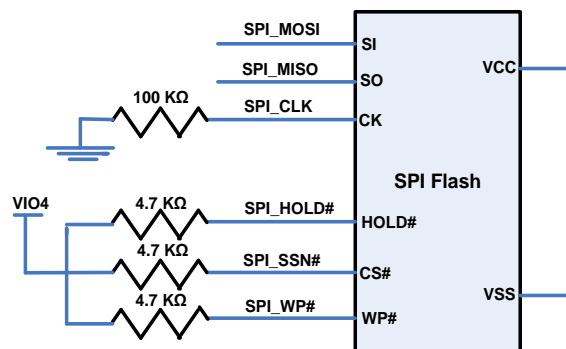 SPI_MOSI
SI
VCC
SPI_MISO
SO
100 KΩ
SPI_CLK
CK
SPI Flash
VIO4
4.7 KΩ
SPI_HOLD#
HOLD#
4.7 KΩ
SPI_SSN#
CS#
VSS
4.7 KΩ
SPI_WP#
WP#